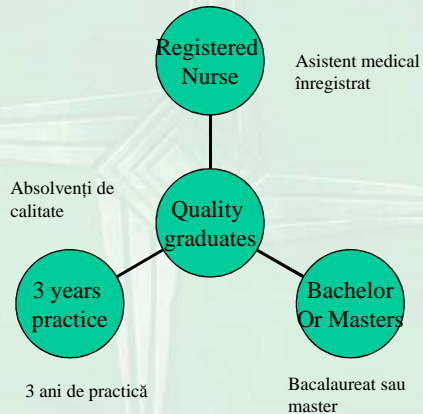 Registered
Nurse
Asistent medical
înregistrat
Absolvenți de
calitate
Quality
graduates
3 years
practice
Bachelor
Or Masters
3 ani de practică
Bacalaureat sau
master